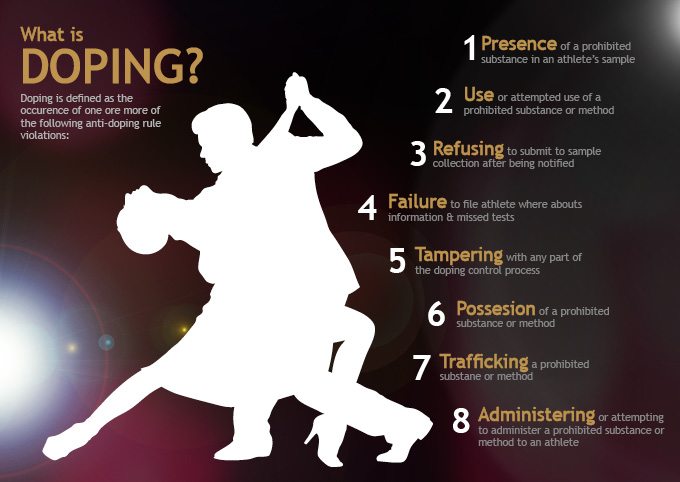 What is
DOPING?
Doping is defined as the
occurence of one ore more of
the following anti-doping rule
violations:
1 Presence of a prohibited
substance in an athlete's sample
2 Use or attempted use of a
prohibited substance or method
3 Refusing to submit to sample
collection after being notified
4 Failure to file athlete where abouts
information & missed tests
5 Tampering with any part of
the doping control process
6 Possesion of a prohibited
substance or method
7 Trafficking a prohibited
substane or method
8 Administering or attempting
to administer a prohibited substance or
method to an athlete